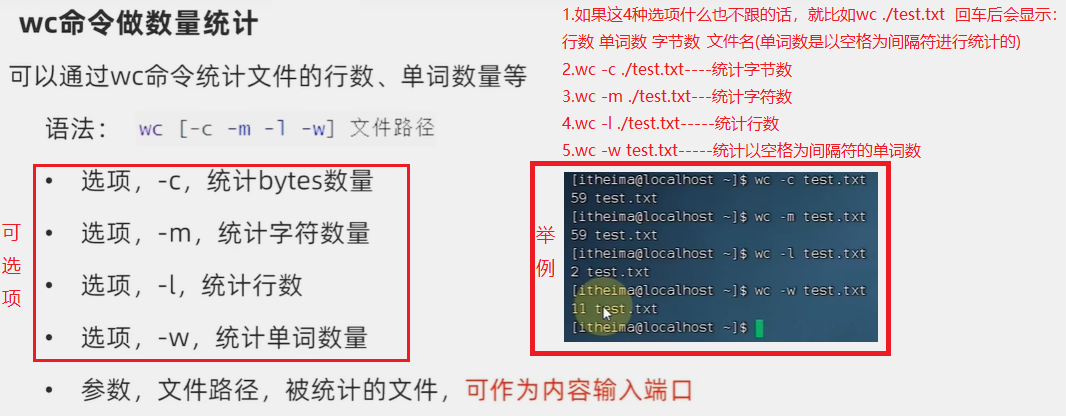 wc命令做数量统计
可以通过wc命令统计文件的行数、单词数量等
语法： wc [-c -m -l -w] 文件路径
可选项
• 选项，-c，统计bytes数量
• 选项，-m，统计字符数量
• 选项，-l，统计行数
• 选项，-w，统计单词数量
• 参数，文件路径，被统计的文件，可作为内容输入端口
1.如果这4种选项什么也不跟的话，就比如wc ./test.txt 回车后会显示：
行数 单词数 字节数 文件名(单词数是以空格为间隔符进行统计的)
2.wc -c ./test.txt----统计字节数
3.wc -m ./test.txt---统计字符数
4.wc -l ./test.txt-----统计行数
5.wc -w test.txt-----统计以空格为间隔符的单词数
举例
[itheima@localhost ~]$ wc -c test.txt
59 test.txt
[itheima@localhost ~]$ wc -m test.txt
59 test.txt
[itheima@localhost ~]$ wc -l test.txt
2 test.txt
[itheima@localhost ~]$ wc -w test.txt
11 test.txt
[itheima@localhost ~]$